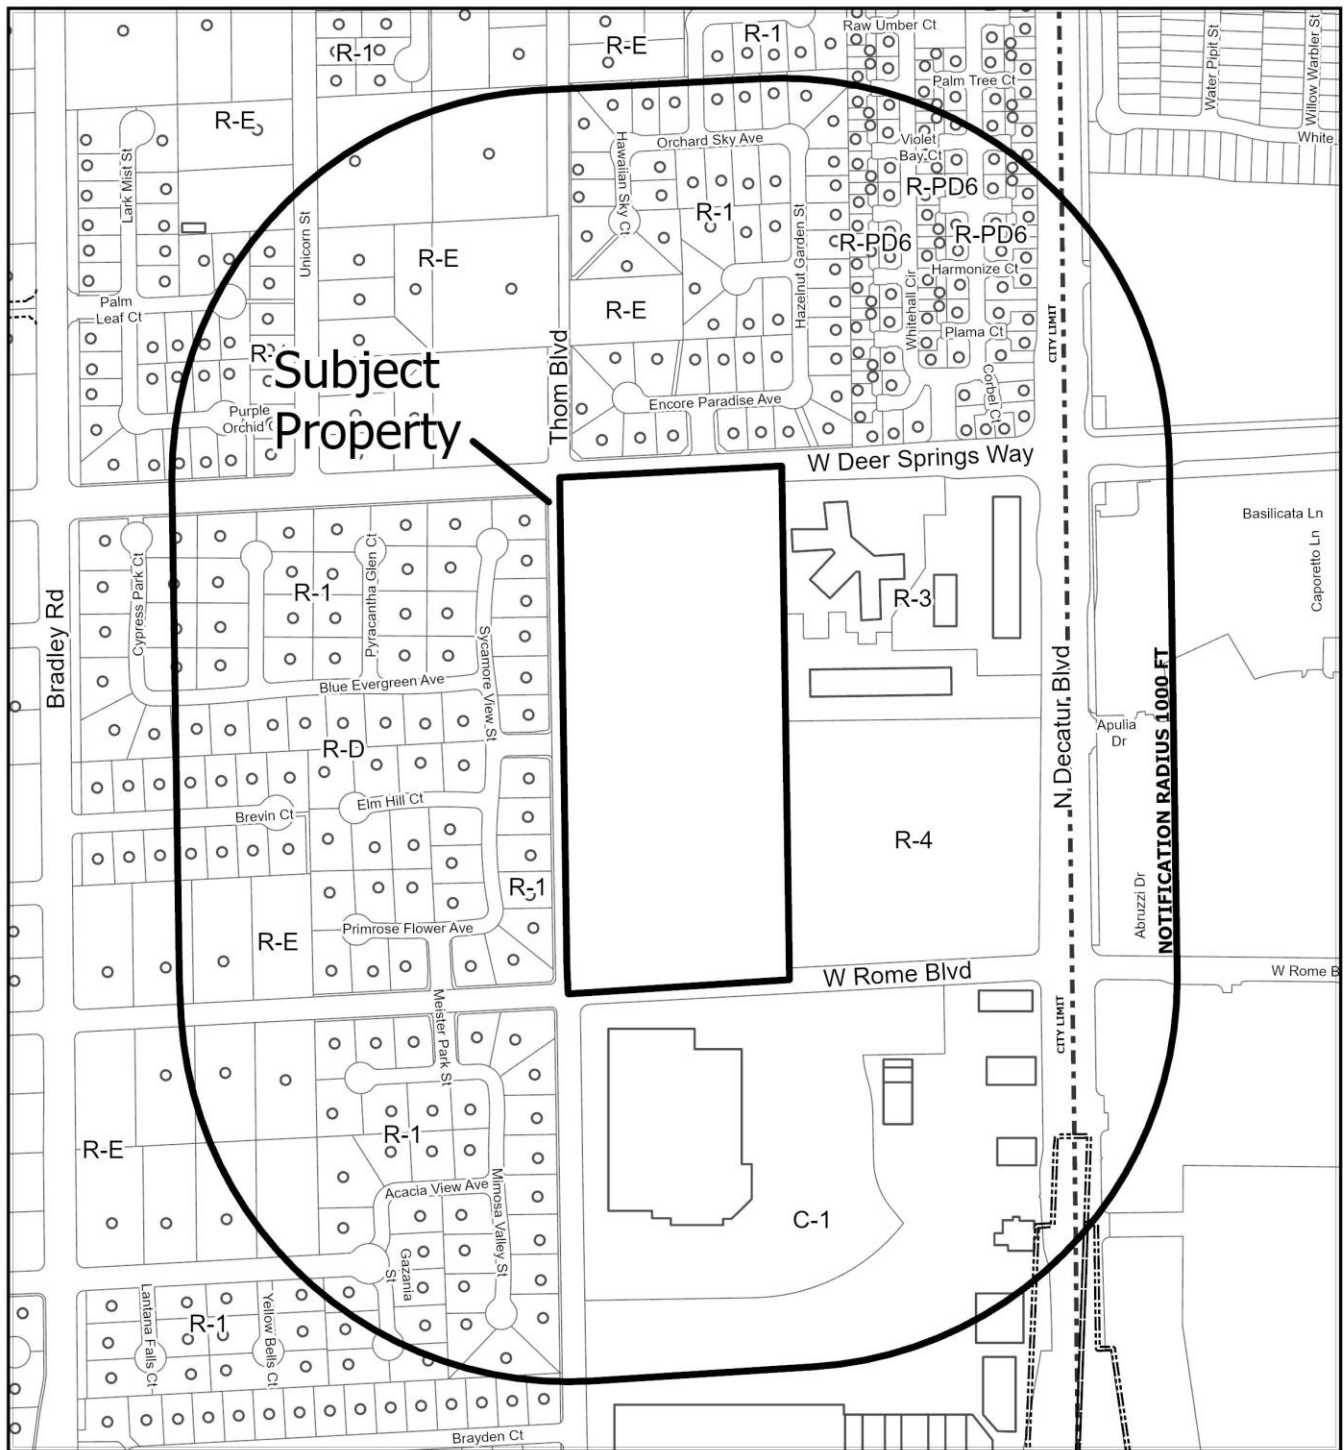 Raw Umber Ct
R-1
R-E
R-1
Water Pipit St
Willow Warbler St
Palm Tree Ct
R-E
White
Lark Mist St
Hawaiian Sky Ct
Orchard Sky Ave
Violet
Bay Ct
R-PD6
R-1
Unicorn St
R-E
R-PD6
R-PD6
Hazelnut Garden St
Harmonize Ct
Palm
Leaf Ct
R-E
Whitehall Cir
Plama Ct
CITY LIMIT
Subject
Property
Thom Blvd
Corbel Ct
Encore Paradise Ave
Purple
Orchid
W Deer Springs Way
Basilicata Ln
Caporetto Ln
Cypress Park Ct
R-1
Pyracantha Glen Ct
R-3
Bradley Rd
Sycamore View St
Blue Evergreen Ave
N Decatur Blvd
NOTIFICATION RADIUS 1000 FT
Apulia
Dr
R-D
Elm Hill Ct
Brevin Ct
R-4
R-1
Abruzzi Dr
Primrose Flower Ave
R-E
W Rome Blvd
W Rome B
Meister Park St
CITY LIMIT
R-E
R-1
Acacia View Ave
Mimosa Valley St
C-1
Gazania
St
Lantana Falls Ct
R-1
Yellow Bells Ct
Brayden Ct